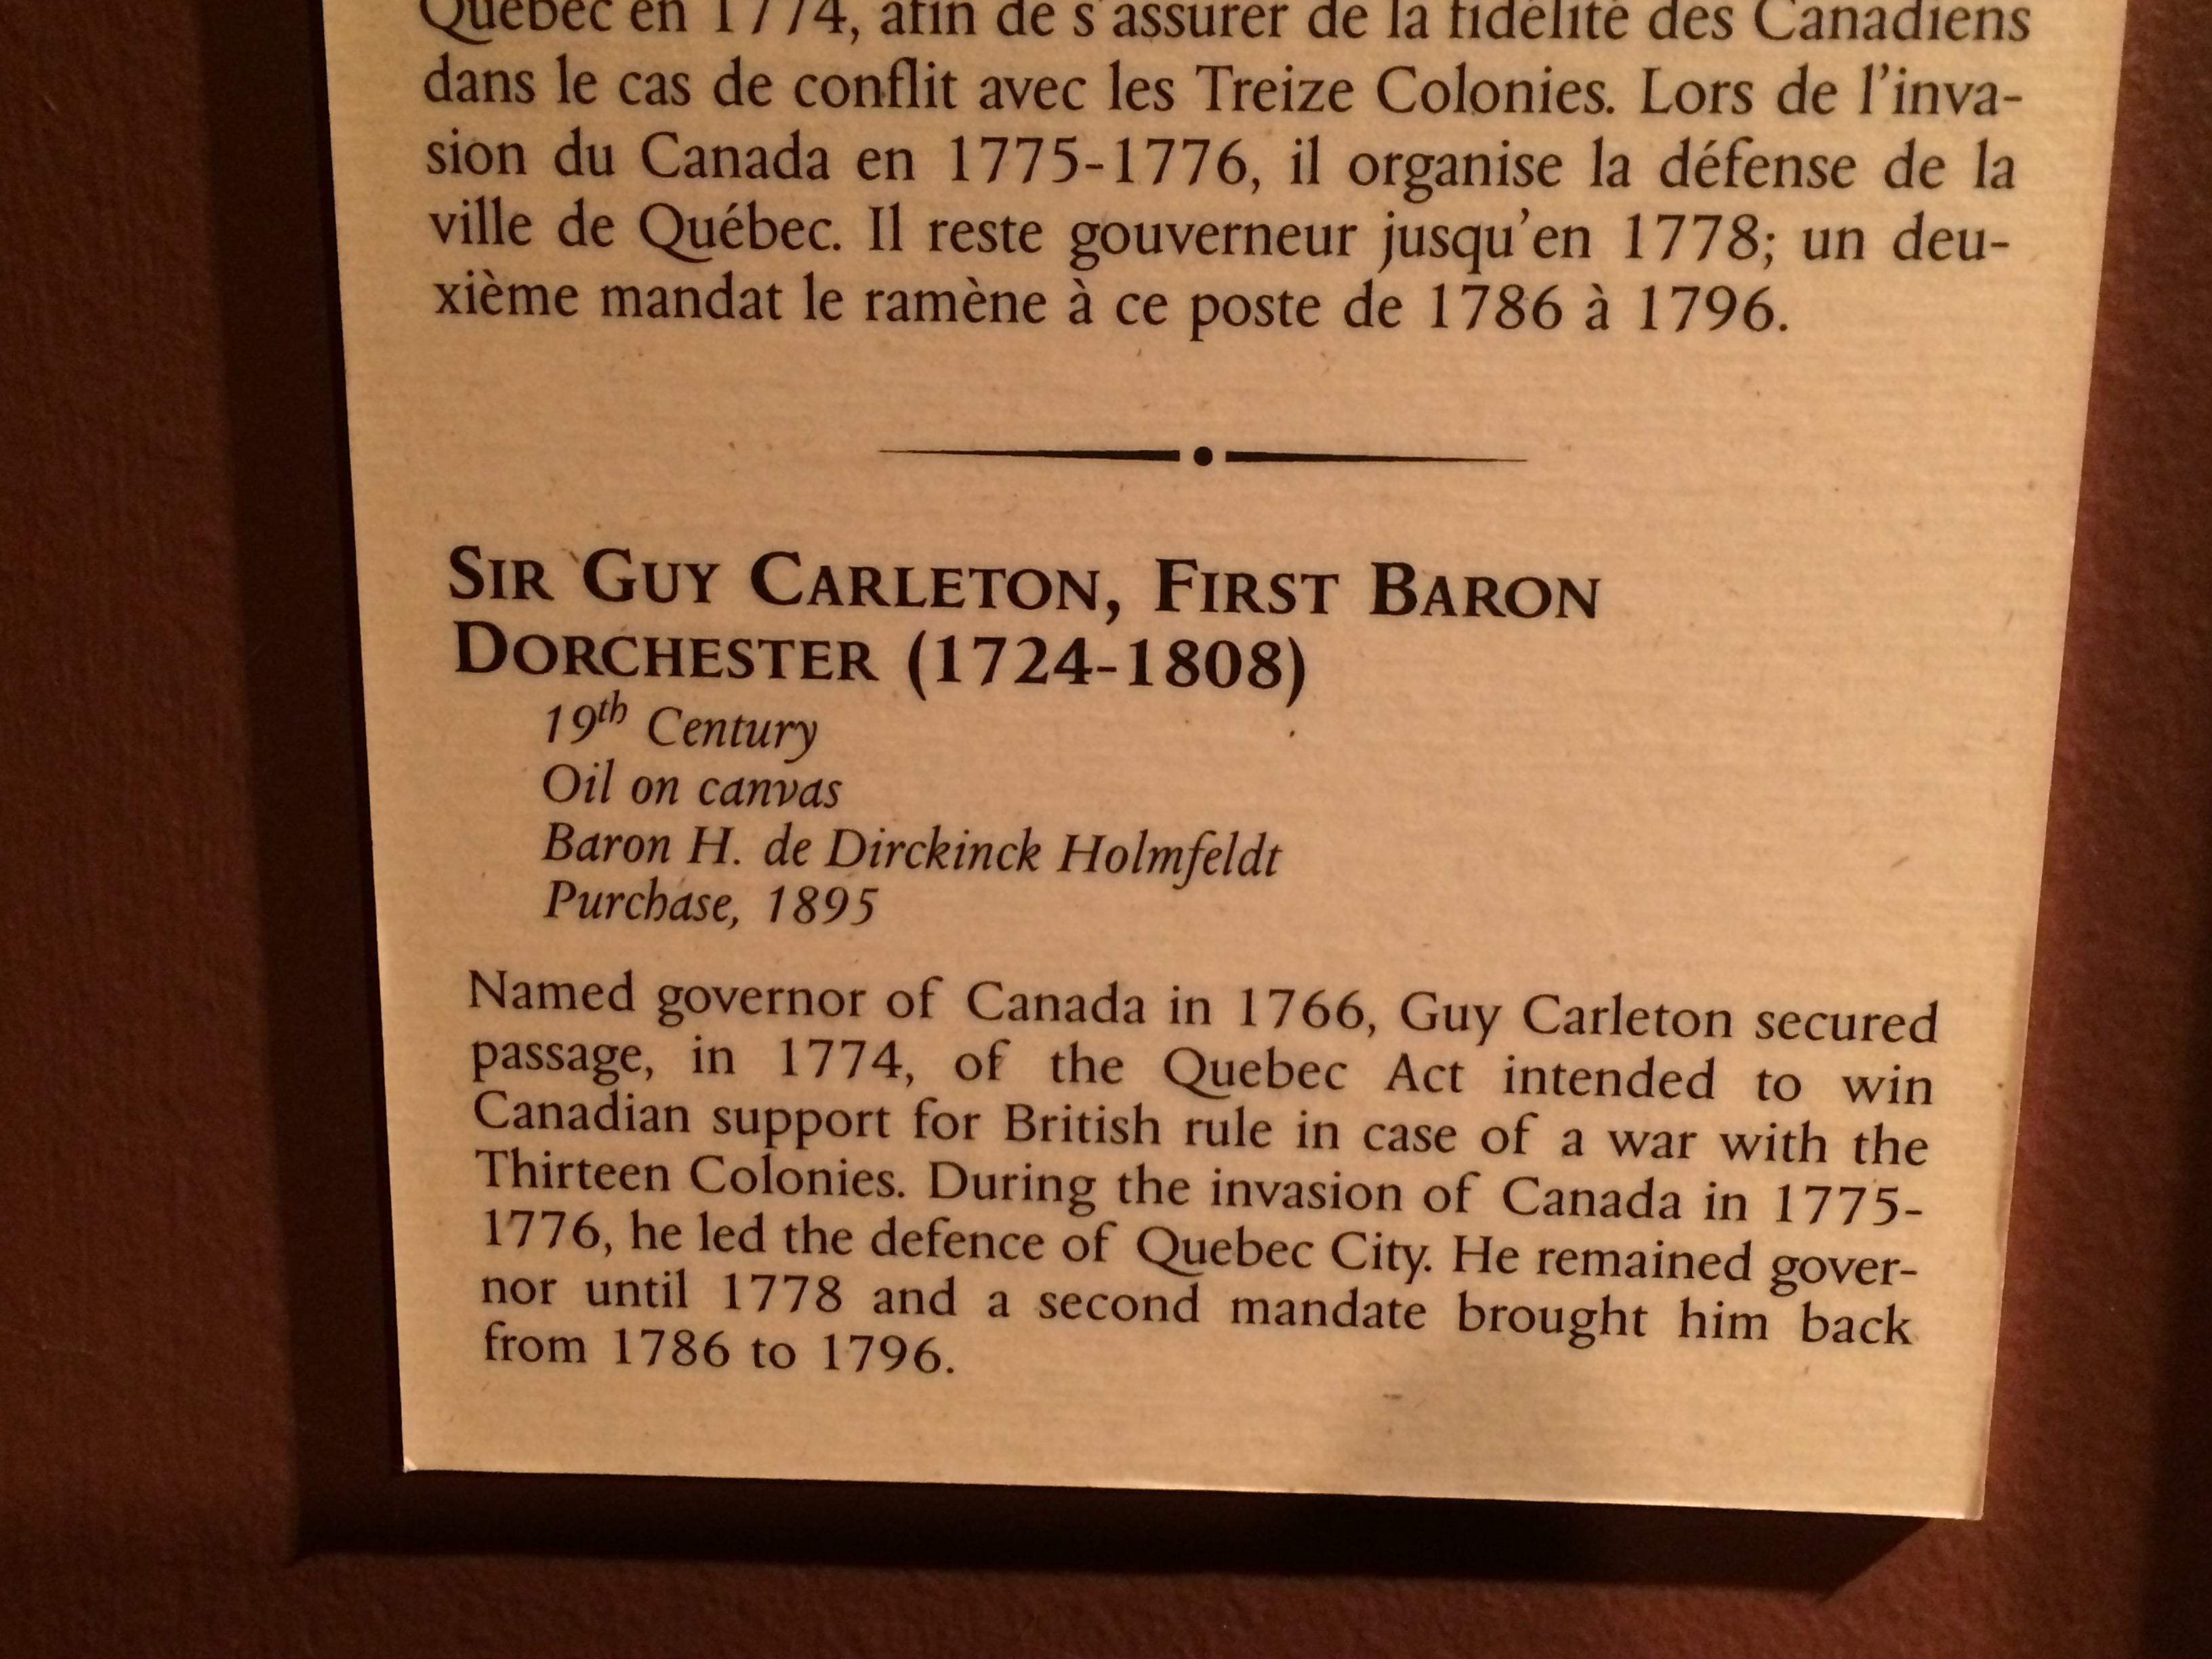 Québec en 1774, afin de s'assurer de la fidélité des Canadiens
dans le cas de conflit avec les Treize Colonies. Lors de l'inva-
sion du Canada en 1775-1776, il organise la défense de la
ville de Québec. Il reste gouverneur jusqu'en 1778; un deu-
xième mandat le ramène à ce poste de 1786 à 1796.
SIR GUY CARLETON, FIRST BARON
DORCHESTER (1724-1808)
19th Century
Oil on canvas
Baron H. de Dirckinck Holmfeldt
Purchase, 1895
Named governor of Canada in 1766, Guy Carleton secured
passage, in 1774, of the Quebec Act intended to win
Canadian support for British rule in case of a war with the
Thirteen Colonies. During the invasion of Canada in 1775-
1776, he led the defence of Quebec City. He remained gover-
nor until 1778 and a second mandate brought him back
from 1786 to 1796.